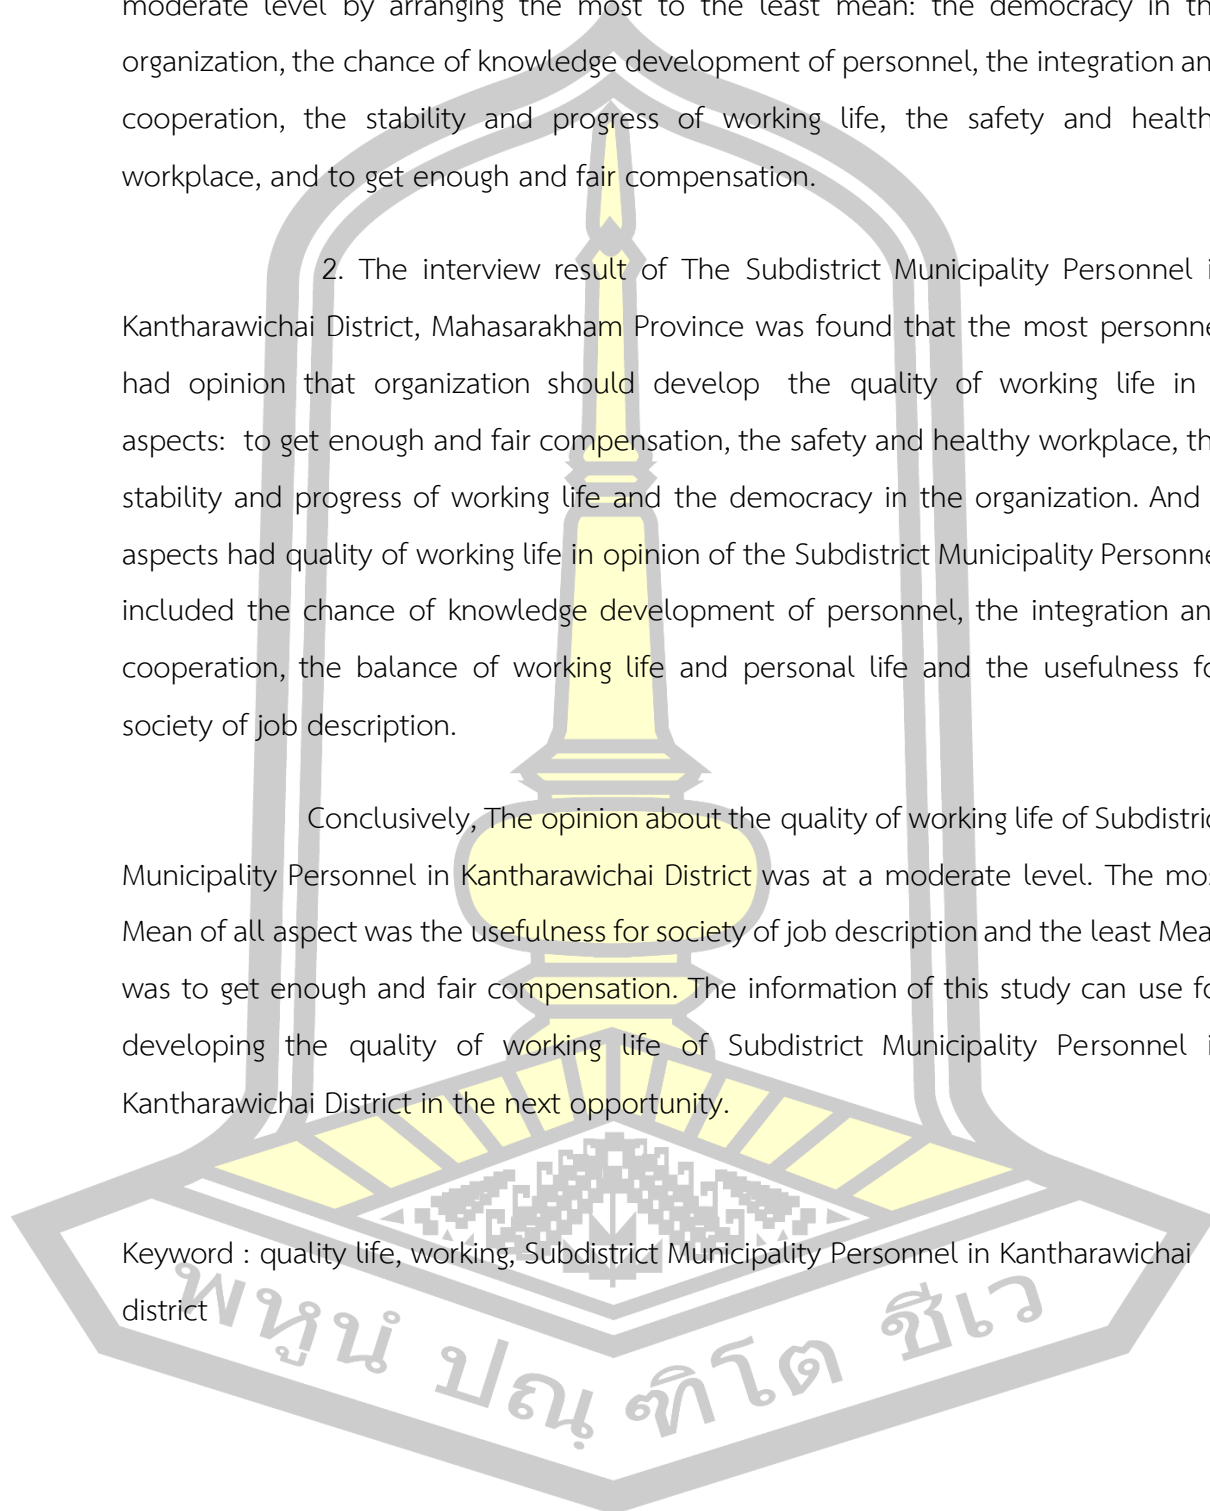 moderate level by arranging the most to the least mean: the democracy in th
organization, the chance of knowledge development of personnel, the integration an
cooperation, the stability and progress of working life, the safety and health
workplace, and to get enough and fair compensation.
2. The interview result of The Subdistrict Municipality Personnel i
Kantharawichai District, Mahasarakham Province was found that the most personne
had opinion that organization should develop the quality of working life in
aspects: to get enough and fair compensation, the safety and healthy workplace, th
stability and progress of working life and the democracy in the organization. And
aspects had quality of working life in opinion of the Subdistrict Municipality Personne
included the chance of knowledge development of personnel, the integration an
cooperation, the balance of working life and personal life and the usefulness fo
society of job description.
Conclusively, The opinion about the quality of working life of Subdistric
Municipality Personnel in Kantharawichai District was at a moderate level. The mos
Mean of all aspect was the usefulness for society of job description and the least Mea
was to get enough and fair compensation. The information of this study can use fo
developing the quality of working life of Subdistrict Municipality Personnel i
Kantharawichai District in the next opportunity.
Keyword : quality life, working, Subdistrict Municipality Personnel in Kantharawichai
district
พหูนํ ปณฺฑิโต ชีเว